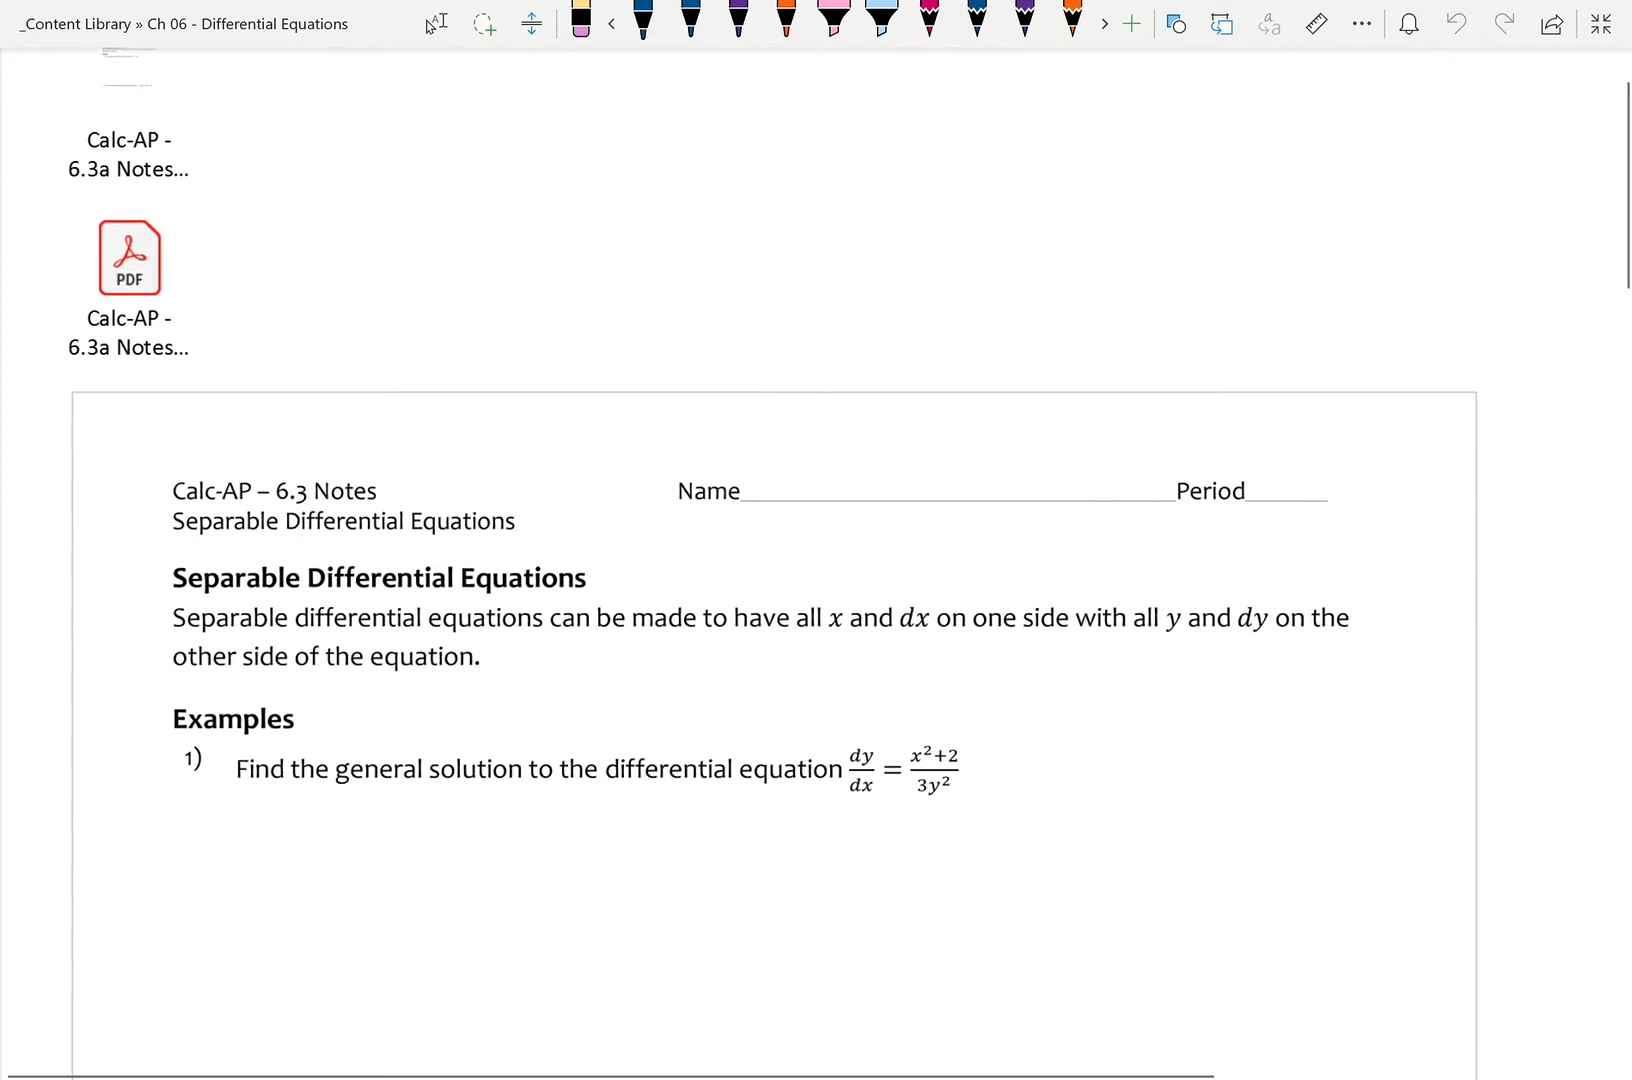 _Content Library » Ch 06 - Differential Equations
Calc-AP -
6.3a Notes...
PDF
Calc-AP -
6.3a Notes...
Calc-AP – 6.3 Notes Name____________________ Period______
Separable Differential Equations
Separable Differential Equations
Separable differential equations can be made to have all x and dx on one side with all y and dy on the
other side of the equation.
Examples
1) Find the general solution to the differential equation dy/dx = x²+2/3y²